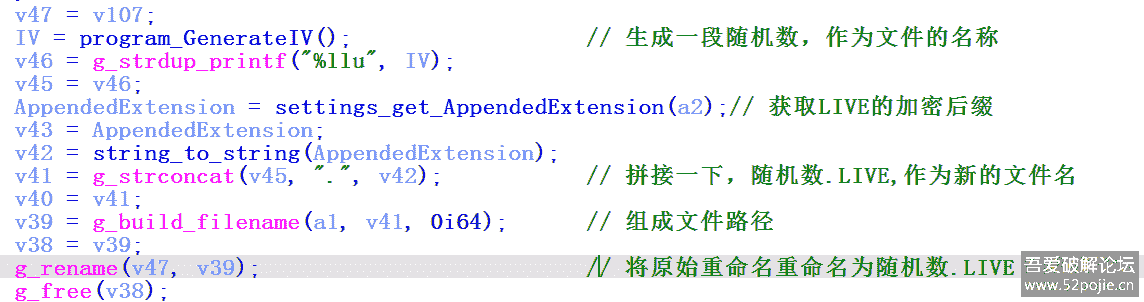 v47 = v107;
IV = program_GenerateIV(); // 生成一段随机数，作为文件的名称
v46 = g_strdup_printf("%llu", IV);
v45 = v46;
AppendedExtension = settings_get_AppendedExtension(a2);// 获取LIVE的加密后缀
v43 = AppendedExtension;
v42 = string_to_string(AppendedExtension);
v41 = g_strconcat(v45, ".", v42); // 拼接一下，随机数.LIVE,作为新的文件名
v40 = v41;
v39 = g_build_filename(a1, v41, 0i64); // 组成文件路径
v38 = v39;
g_rename(v47, v39); // 将原始重命名重命名为随机数.LIVE
g_free(v38);
吾爱破解论坛
www.52pojie.cn